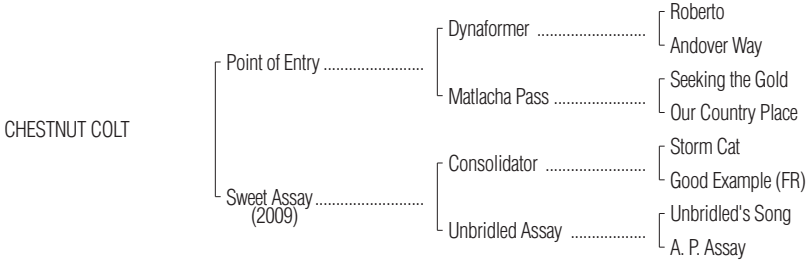 Roberto
Dynaformer ..........................
Andover Way
Point of Entry ........................
Seeking the Gold
Matlacha Pass ......................
Our Country Place
CHESTNUT COLT
Storm Cat
Consolidator ........................
Good Example (FR)
Sweet Assay..........................
(2009)
Unbridled's Song
Unbridled Assay ..................
A. P. Assay